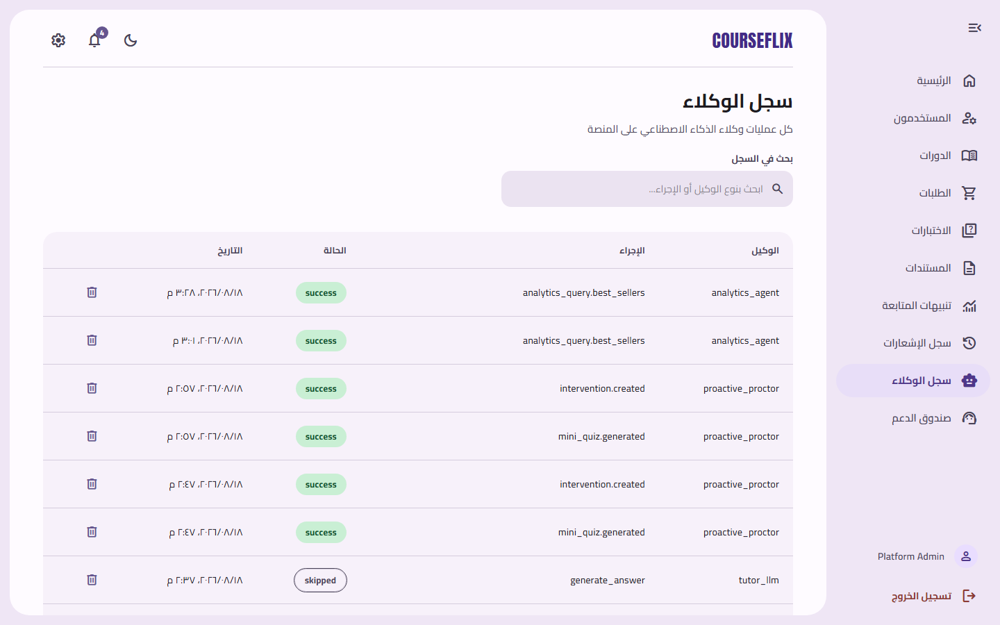 الرئيسية
المستخدمون
الدورات
الطلبات
الاختبارات
المستندات
تنبيهات المتابعة
سجل الإشعارات
سجل الوكلاء
صندوق الدعم
Platform Admin
تسجيل الخروج
COURSEFLIX
4
سجل الوكلاء
كل عمليات وكلاء الذكاء الاصطناعي على المنصة
بحث في السجل
ابحث بنوع الوكيل أو الإجراء...
الوكيل الإجراء الحالة التاريخ
analytics_agent analytics_query.best_sellers success ١٨‏/٠٨‏/٢٠٢٦، ٣:٢٨ م
analytics_agent analytics_query.best_sellers success ١٨‏/٠٨‏/٢٠٢٦، ٣:٠١ م
proactive_proctor intervention.created success ١٨‏/٠٨‏/٢٠٢٦، ٢:٥٧ م
proactive_proctor mini_quiz.generated success ١٨‏/٠٨‏/٢٠٢٦، ٢:٥٧ م
proactive_proctor intervention.created success ١٨‏/٠٨‏/٢٠٢٦، ٢:٤٧ م
proactive_proctor mini_quiz.generated success ١٨‏/٠٨‏/٢٠٢٦، ٢:٤٧ م
tutor_llm generate_answer skipped ١٨‏/٠٨‏/٢٠٢٦، ٢:٣٧ م